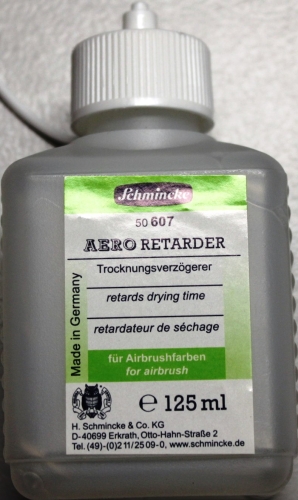 Schmincke
50 607
AERO RETARDER
Trocknungsverzögerer
retards drying time
retardateur de séchage
für Airbrushfarben
for airbrush
Made in Germany
℮ 125 ml
H. Schmincke & Co. KG
D-40699 Erkrath, Otto-Hahn-Straße 2
Tel. (49)-(0)211/2509-0, www.schmincke.de